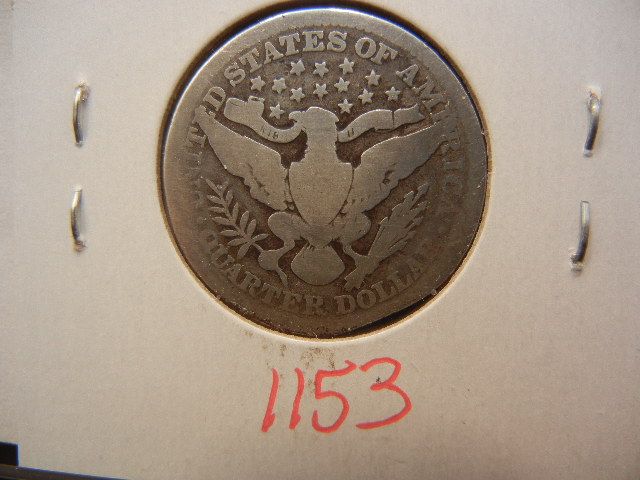 UNITED STATES OF AMERICA
QUARTER DOLLAR
1153